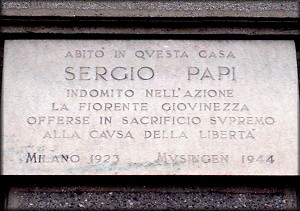 ABITÒ IN QVESTA CASA
SERGIO PAPI
INDOMITO NELL'AZIONE
LA FIORENTE GIOVINEZZA
OFFERSE IN SACRIFICIO SVPREMO
ALLA CAVSA DELLA LIBERTÀ
MILANO 1923 MVSINGEN 1944